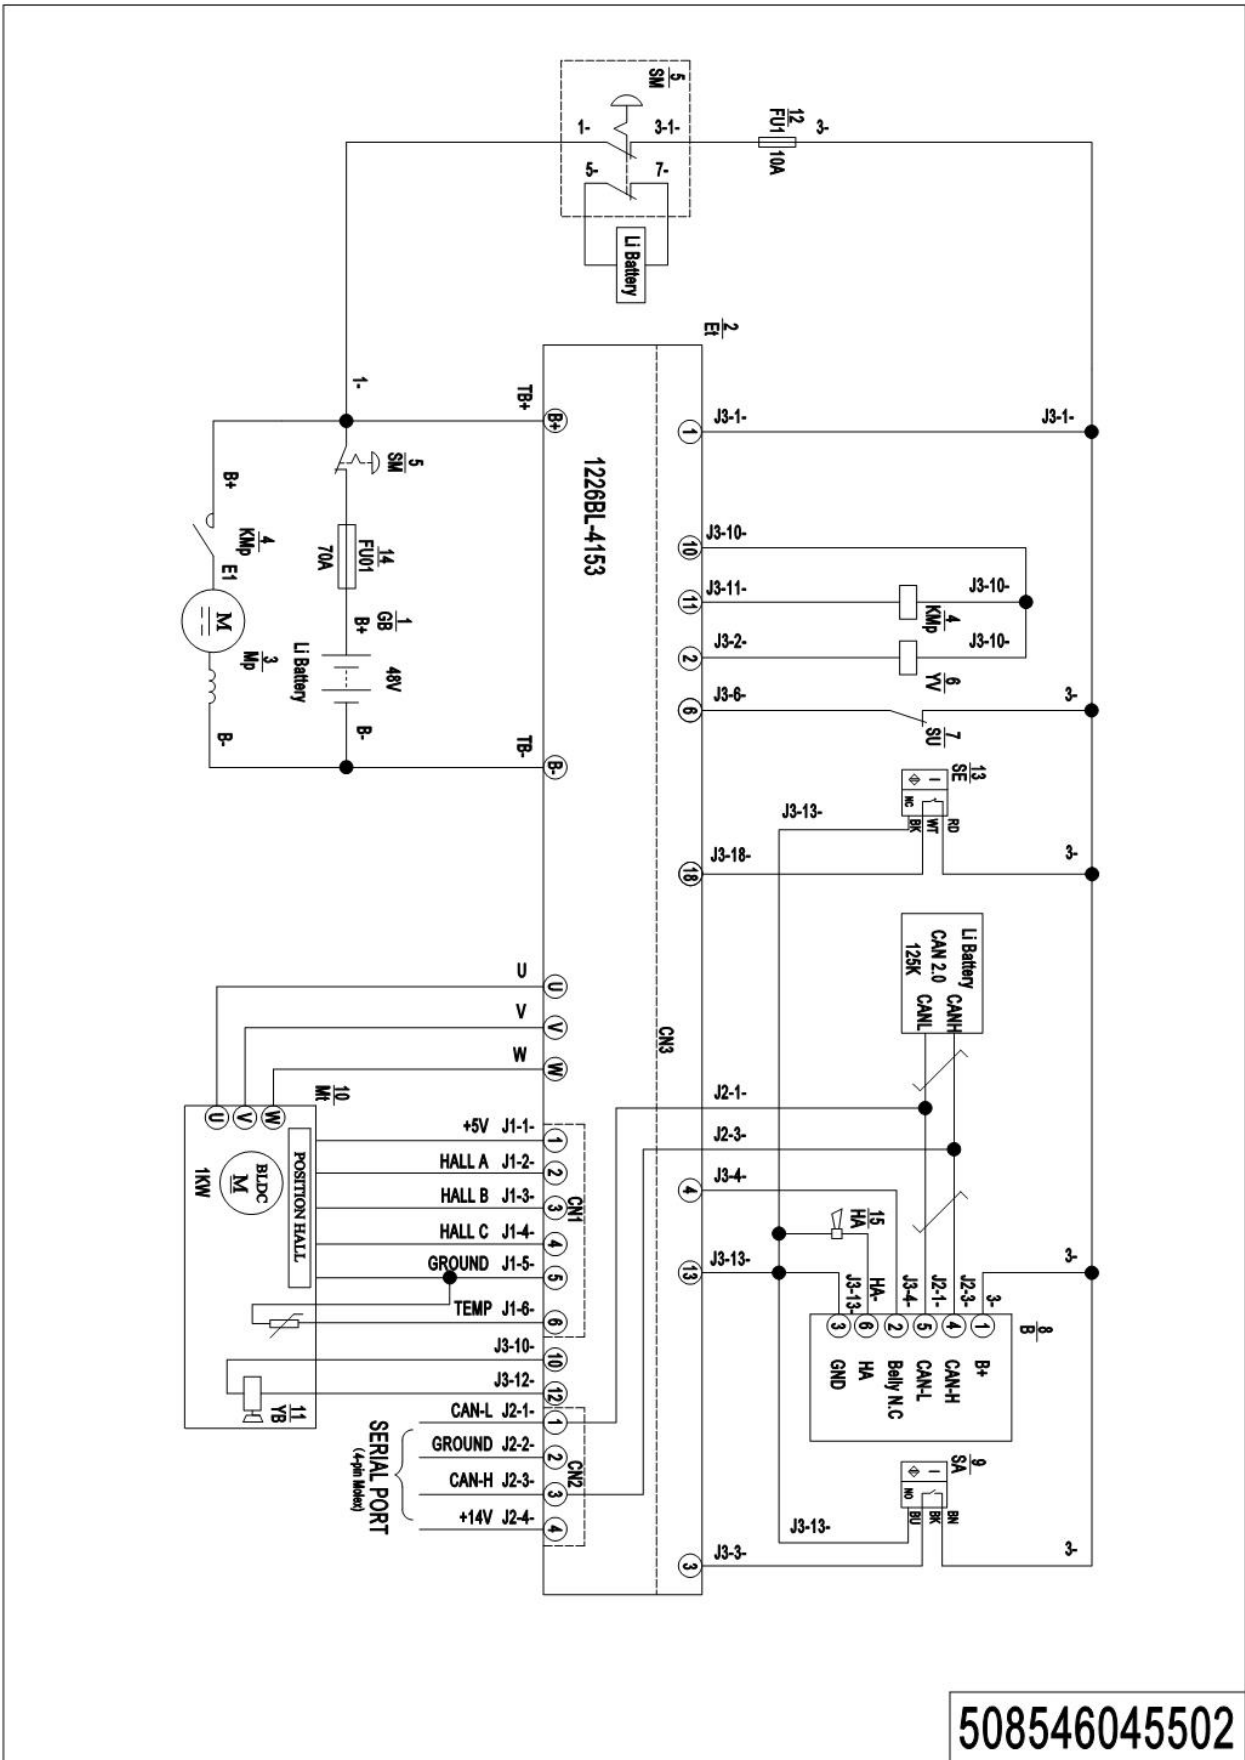 5
SM
1-
3-1-
5-
7-
Li Battery
12
FU1
10A
3-
2
Et
1-
TB+
B+
1226BL-4153
CN3
1
J3-1-
J3-1-
10
J3-10-
11
J3-11-
4
KMp
J3-10-
2
J3-2-
6
YV
J3-10-
6
J3-6-
7
SU
3-
5
SM
14
FU01
70A
1
GB
B+
48V
Li Battery
B-
B+
4
KMp
E1
M
3
Mp
B-
TB-
B-
13
SE
NC
BK
WT
RD
J3-13-
18
J3-18-
3-
Li Battery
CAN 2.0
125K
CANH
CANL
J2-1-
J2-3-
4
J3-4-
15
HA
13
J3-13-
J3-13-
HA-
J3-4-
J2-1-
J2-3-
3-
3-
8
B
3
6
2
5
4
1
GND
HA
Belly N.C
CAN-L
CAN-H
B+
9
SA
NO
BU
BK
BN
J3-13-
3
J3-3-
3-
U
U
V
V
W
W
10
Mt
U
V
W
BLDC
M
1KW
POSITION HALL
CN1
+5V J1-1-
1
HALL A J1-2-
2
HALL B J1-3-
3
HALL C J1-4-
4
GROUND J1-5-
5
TEMP J1-6-
6
J3-10-
10
J3-12-
12
11
YB
CN2
CAN-L J2-1-
1
GROUND J2-2-
2
CAN-H J2-3-
3
+14V J2-4-
4
SERIAL PORT
(4-pin Molex)
508546045502